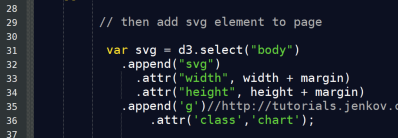 28
29 // then add svg element to page
30
31 var svg = d3.select("body")
32 .append("svg")
33 .attr("width", width + margin)
34 .attr("height", height + margin)
35 .append('g')//http://tutorials.jenkov.
36 .attr('class','chart');
37